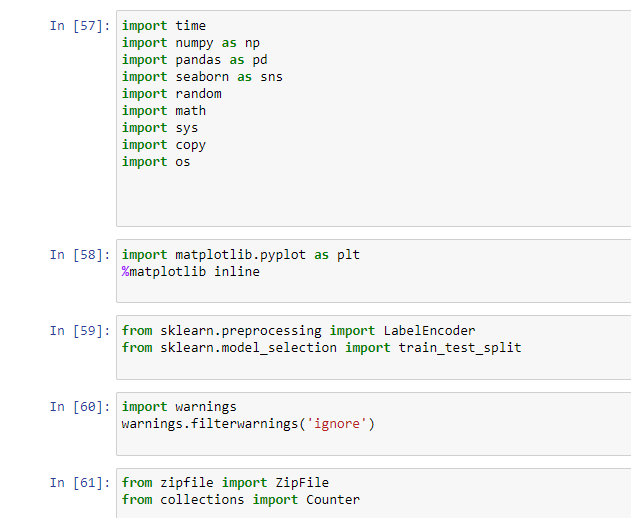 In [57]: import time
import numpy as np
import pandas as pd
import seaborn as sns
import random
import math
import sys
import copy
import os
In [58]: import matplotlib.pyplot as plt
%matplotlib inline
In [59]: from sklearn.preprocessing import LabelEncoder
from sklearn.model_selection import train_test_split
In [60]: import warnings
warnings.filterwarnings('ignore')
In [61]: from zipfile import ZipFile
from collections import Counter